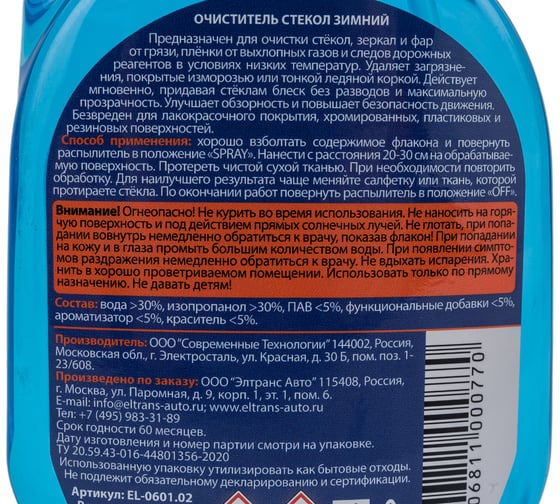 ОЧИСТИТЕЛЬ СТЕКОЛ ЗИМНИЙ
Предназначен для очистки стёкол, зеркал и фар
от грязи, плёнки от выхлопных газов и следов дорожных
реагентов в условиях низких температур. Удаляет загрязне-
ния, покрытые изморозью или тонкой ледяной коркой. Действует
мгновенно, придавая стёклам блеск без разводов и максимальную
прозрачность. Улучшает обзорность и повышает безопасность движения.
Безвреден для лакокрасочного покрытия, хромированных, пластиковых и
резиновых поверхностей.
Способ применения: хорошо взболтать содержимое флакона и повернуть
распылитель в положение «SPRAY». Нанести с расстояния 20-30 см на обрабатывае-
мую поверхность. Протереть чистой сухой тканью. При необходимости повторить
обработку. Для наилучшего результата чаще меняйте салфетку или ткань, которой
протираете стёкла. По окончании работ повернуть распылитель в положение «OFF».
Внимание! Огнеопасно! Не курить во время использования. Не наносить на горя-
чую поверхность и под действием прямых солнечных лучей. Не глотать, при попа-
дании вовнутрь немедленно обратиться к врачу, показав флакон! При попадании
на кожу и в глаза промыть большим количеством воды. При появлении симпто-
мов раздражения немедленно обратиться к врачу. Не вдыхать испарения. Хра-
нить в хорошо проветриваемом помещении. Использовать только по прямому
назначению. Не давать детям!
Состав: вода >30%, изопропанол >30%, ПАВ <5%, функциональные добавки <5%,
ароматизатор <5%, краситель <5%.
Производитель: ООО "Современные Технологии" 144002, Россия,
Московская обл., г. Электросталь, ул. Красная, д. 30 Б, пом. поз. 1-
23/608.
Произведено по заказу: ООО "Элтранс Авто" 115408, Россия,
г. Москва, ул. Паромная, д. 9, корп. 1, эт. 1, пом. 6.
E-mail: info@eltrans-auto.ru, www.eltrans-auto.ru
Тел: +7 (495) 983-31-89
Срок годности 60 месяцев.
Дату изготовления и номер партии смотри на упаковке.
ТУ 20.59.43-016-44801356-2020
Использованную упаковку утилизировать как бытовые отходы.
Не подлежит обязательному декларированию и сертификации.
Артикул: EL-0601.02
06811 000770